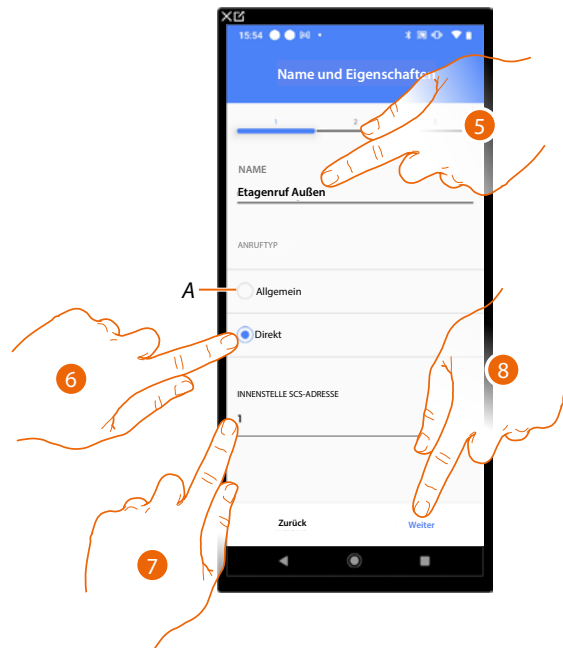 15:54
Name und Eigenschaften
1 2
5
NAME
Etagenruf Außen
ANRUFTYP
A
Allgemein
Direkt
6
8
INNENSTELLE SCS-ADRESSE
1
7
Zurück
Weiter